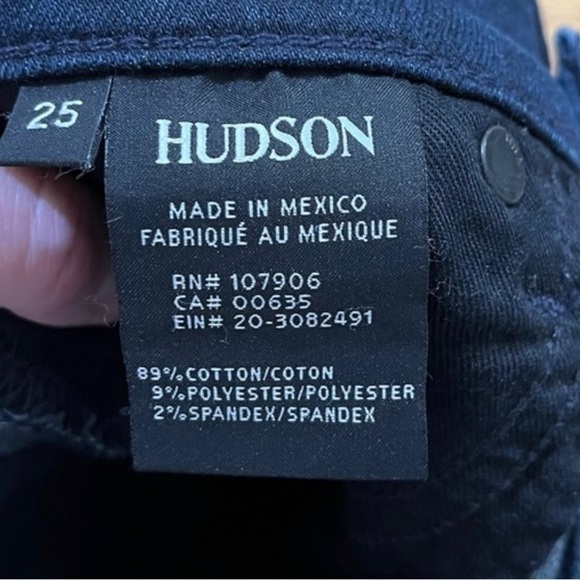 25
HUDSON
MADE IN MEXICO
FABRIQUÉ AU MEXIQUE
RN# 107906
CA# 00635
EIN# 20-3082491
89%COTTON/COTON
9%POLYESTER/POLYESTER
2%SPANDEX/SPANDEX